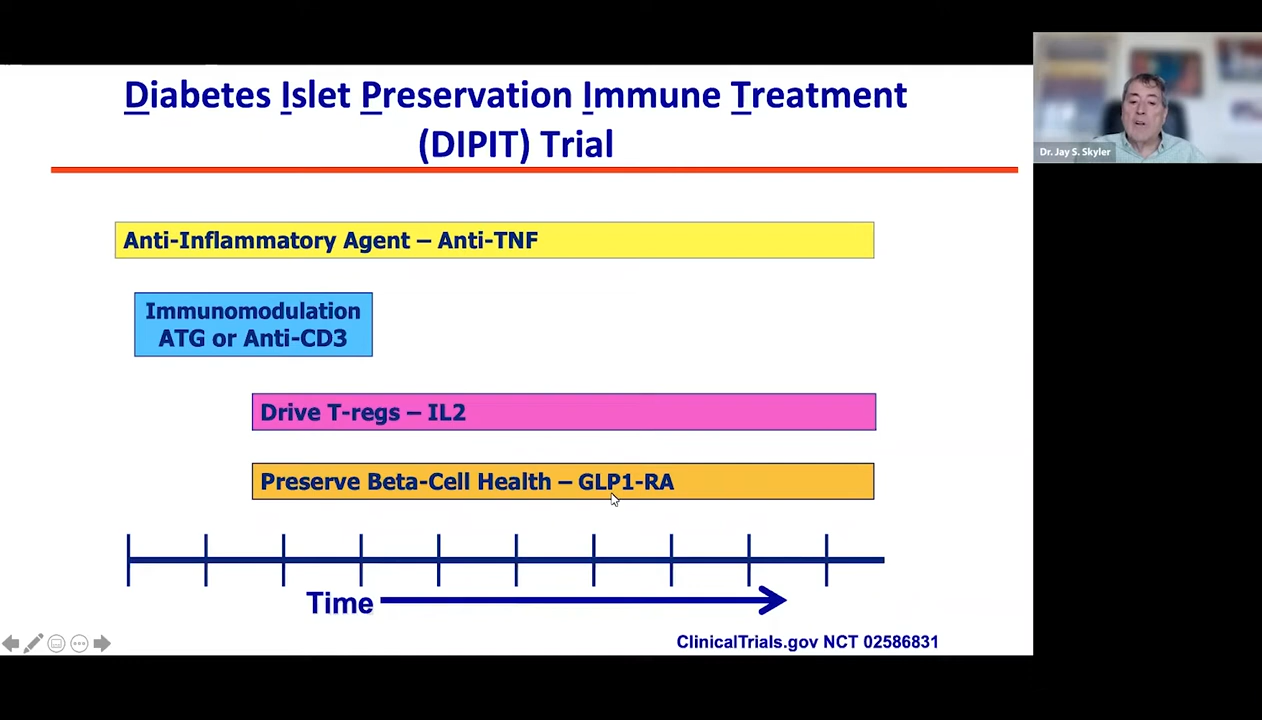 Diabetes Islet Preservation Immune Treatment
(DIPIT) Trial
Dr. Jay S. Skyler
Anti-Inflammatory Agent – Anti-TNF
Immunomodulation
ATG or Anti-CD3
Drive T-regs – IL2
Preserve Beta-Cell Health – GLP1-RA
Time
ClinicalTrials.gov NCT 02586831